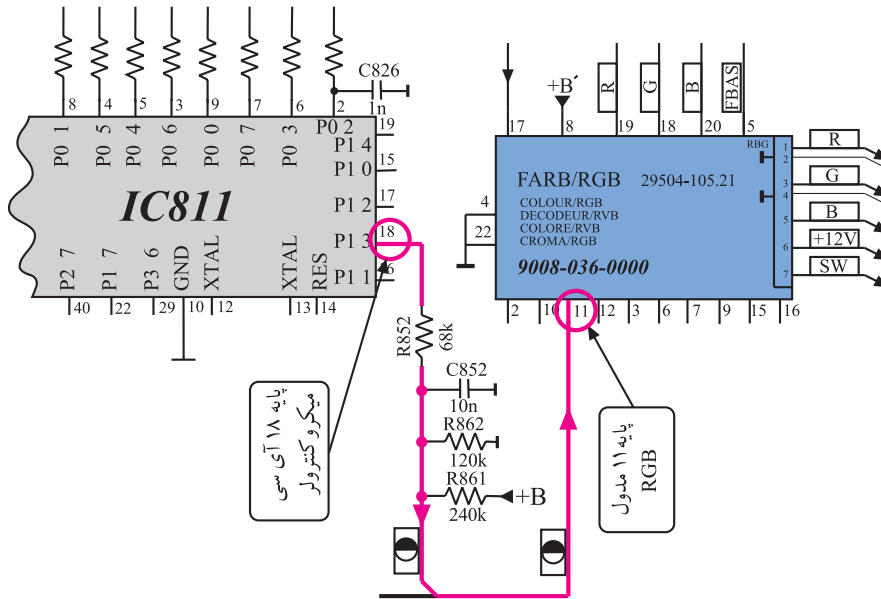 8
4
5
3
9
7
6
2
C826
1n
P0 1
P0 5
P0 4
P0 6
P0 0
P0 7
P0 3
P0 2
P1 4
19
P1 0
15
P1 2
17
P1 3
18
P1 1
6
IC811
P2 7
P1 7
P3 6
GND
XTAL
XTAL
RES
40
22
29
10
12
13
14
R852
68k
C852
10n
R862
120k
R861
240k
+B
پایه ۱۸ آی سی
میکروکنترولر
+B´
R
G
B
FBAS
17
8
19
18
20
5
4
22
FARB/RGB 29504-105.21
COLOUR/RGB
DECODEUR/RVB
COLORE/RVB
CROMA/RGB
9008-036-0000
RBG
1
2
3
4
5
6
7
R
G
B
+12V
SW
2
10
11
12
3
6
7
9
15
16
پایه ۱۱ مدول
RGB